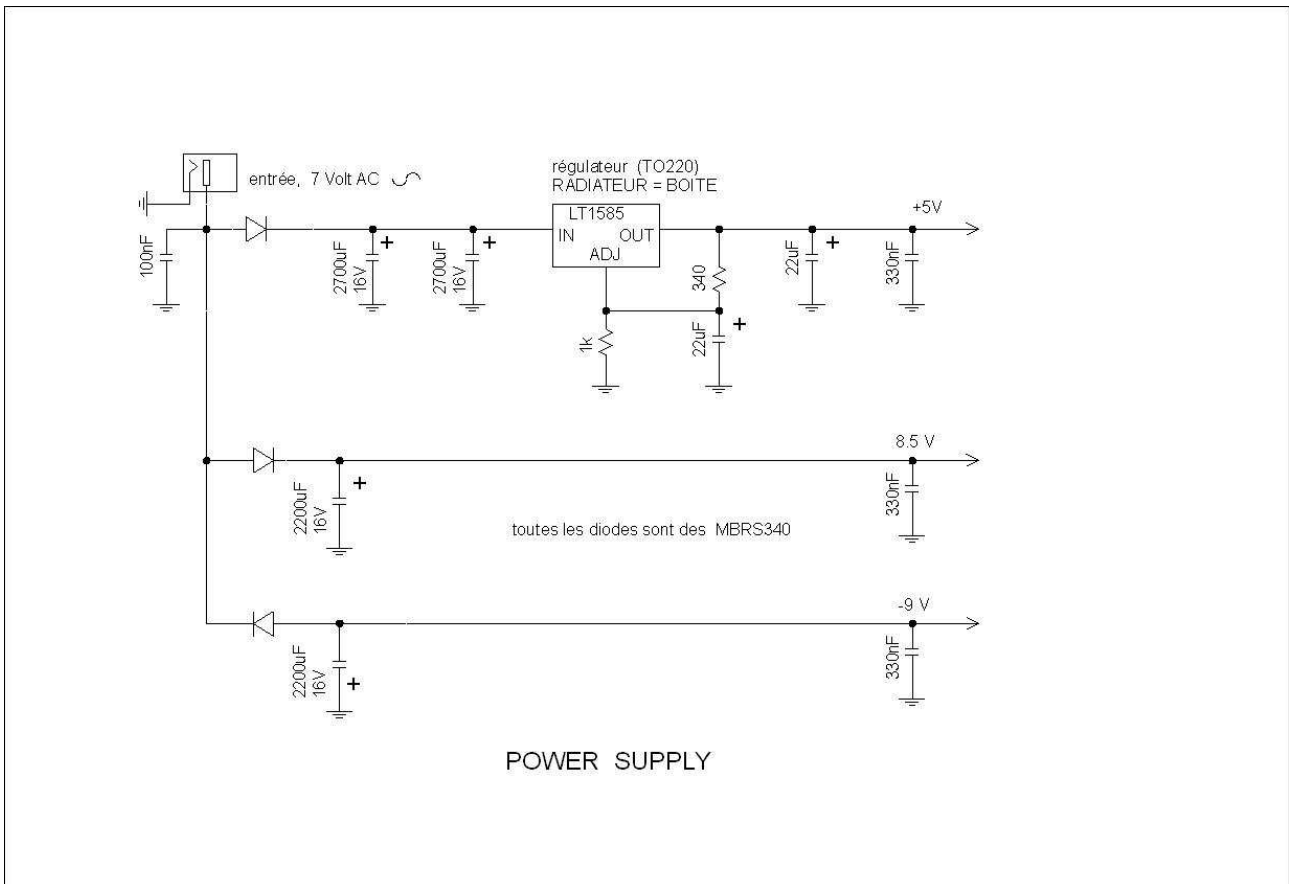 entrée, 7 Volt AC
régulateur (TO220)
RADIATEUR = BOITE
LT1585
IN OUT
ADJ
+5V
100nF
2700uF
16V
+
2700uF
16V
+
340
22uF
+
330nF
1k
22uF
+
8.5 V
2200uF
16V
+
330nF
toutes les diodes sont des MBRS340
-9 V
2200uF
16V
+
330nF
POWER SUPPLY